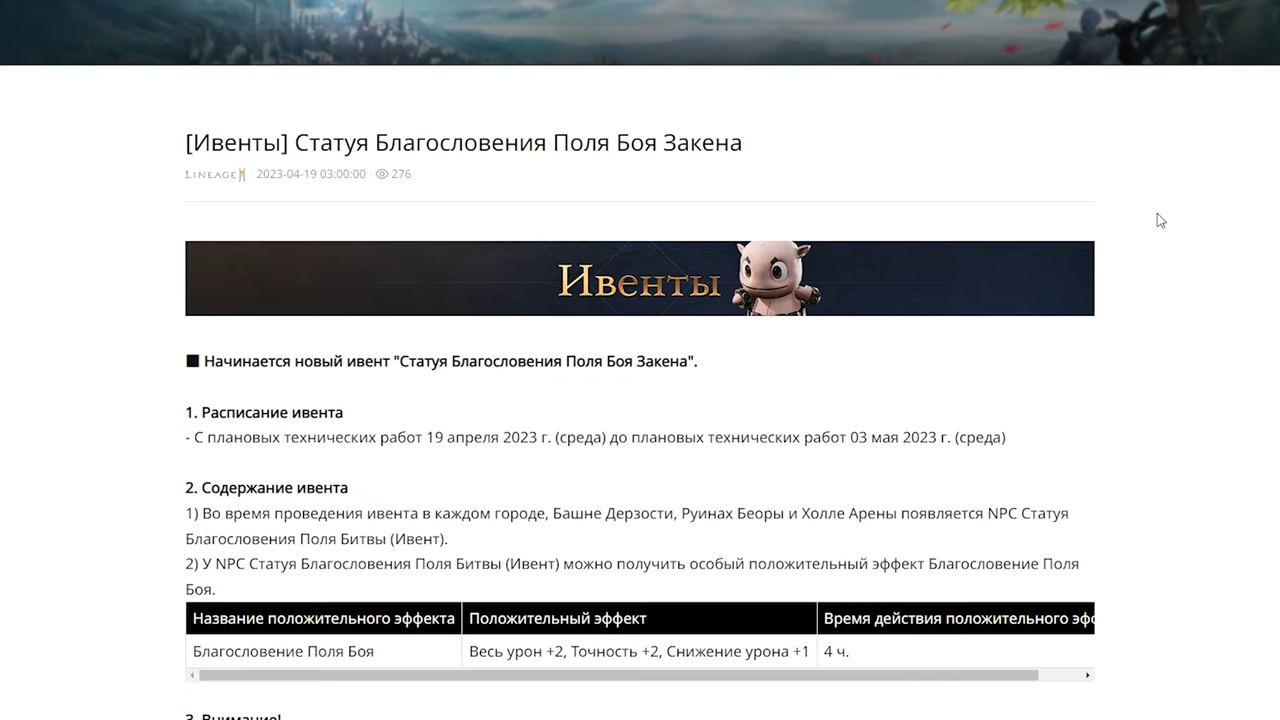 [Ивенты] Статуя Благословения Поля Боя Закена
LINEAGE M 2023-04-19 03:00:00 276
Ивенты
■ Начинается новый ивент "Статуя Благословения Поля Боя Закена".
1. Расписание ивента
- С плановых технических работ 19 апреля 2023 г. (среда) до плановых технических работ 03 мая 2023 г. (среда)
2. Содержание ивента
1) Во время проведения ивента в каждом городе, Башне Дерзости, Руинах Беоры и Холле Арены появляется NPC Статуя
Благословения Поля Битвы (Ивент).
2) У NPC Статуя Благословения Поля Битвы (Ивент) можно получить особый положительный эффект Благословение Поля
Боя.
Название положительного эффекта Положительный эффект Время действия положительного эфф
Благословение Поля Боя Весь урон +2, Точность +2, Снижение урона +1 4 ч.
3. Внимание!